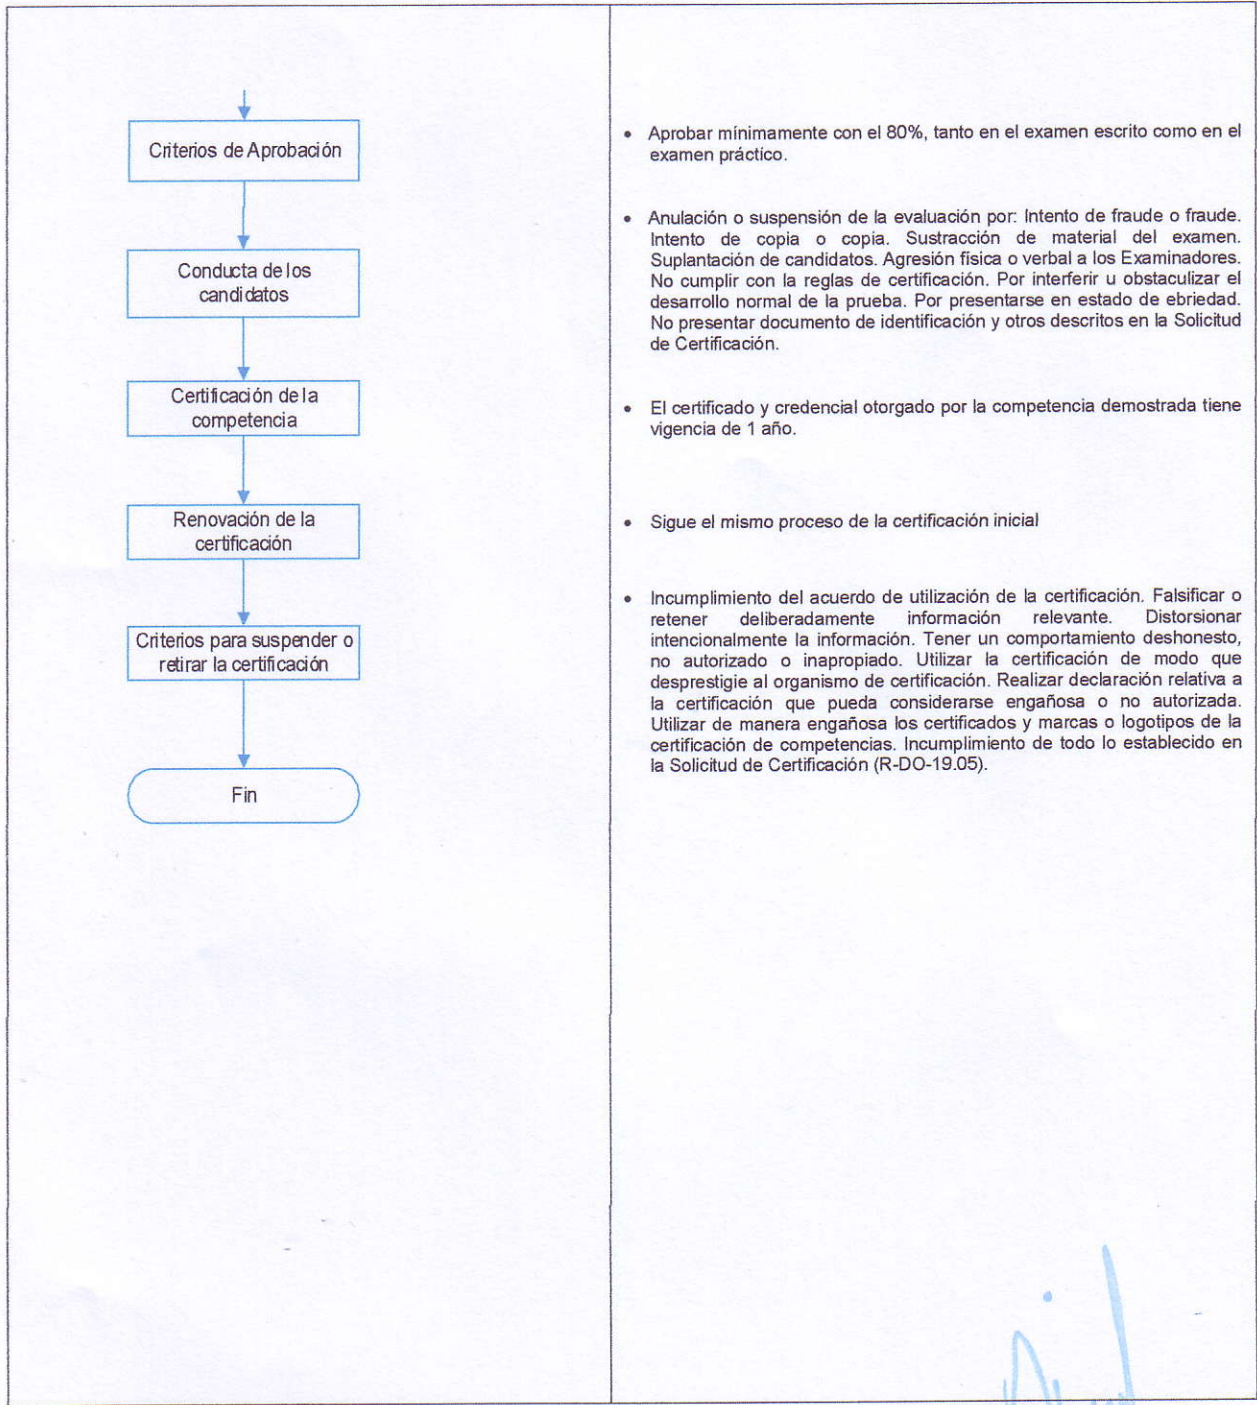 Criterios de Aprobación
Conducta de los
candidatos
Certificación de la
competencia
Renovación de la
certificación
Criterios para suspender o
retirar la certificación
Fin
• Aprobar mínimamente con el 80%, tanto en el examen escrito como en el
examen práctico.
• Anulación o suspensión de la evaluación por: Intento de fraude o fraude.
Intento de copia o copia. Sustracción de material del examen.
Suplantación de candidatos. Agresión física o verbal a los Examinadores.
No cumplir con la reglas de certificación. Por interferir u obstaculizar el
desarrollo normal de la prueba. Por presentarse en estado de ebriedad.
No presentar documento de identificación y otros descritos en la Solicitud
de Certificación.
• El certificado y credencial otorgado por la competencia demostrada tiene
vigencia de 1 año.
• Sigue el mismo proceso de la certificación inicial
• Incumplimiento del acuerdo de utilización de la certificación. Falsificar o
retener deliberadamente información relevante. Distorsionar
intencionalmente la información. Tener un comportamiento deshonesto,
no autorizado o inapropiado. Utilizar la certificación de modo que
desprestigie al organismo de certificación. Realizar declaración relativa a
la certificación que pueda considerarse engañosa o no autorizada.
Utilizar de manera engañosa los certificados y marcas o logotipos de la
certificación de competencias. Incumplimiento de todo lo establecido en
la Solicitud de Certificación (R-DO-19.05).